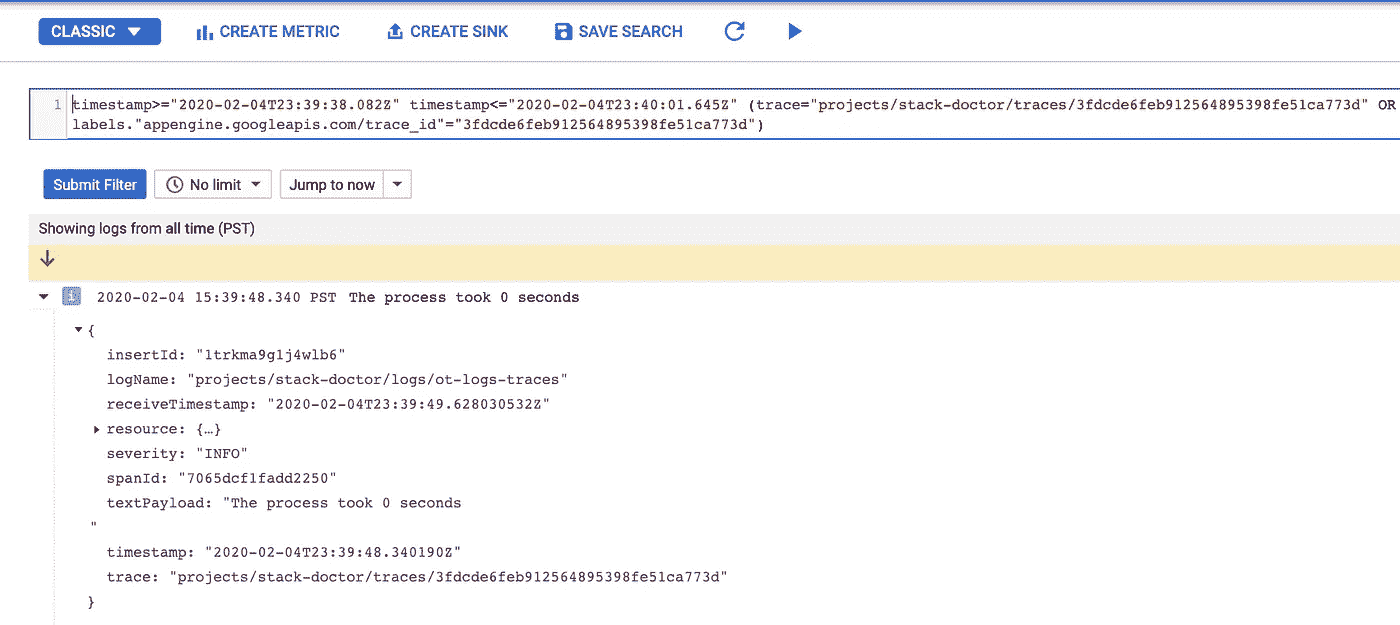 CLASSIC CREATE METRIC CREATE SINK SAVE SEARCH
1 timestamp>="2020-02-04T23:39:38.082Z" timestamp<="2020-02-04T23:40:01.645Z" (trace="projects/stack-doctor/traces/3fdcde6feb912564895398fe51ca773d" OR
labels."appengine.googleapis.com/trace_id"="3fdcde6feb912564895398fe51ca773d")
Submit Filter No limit Jump to now
Showing logs from all time (PST)
i 2020-02-04 15:39:48.340 PST The process took 0 seconds
{
insertId: "1trkma9g1j4wlb6"
logName: "projects/stack-doctor/logs/ot-logs-traces"
receiveTimestamp: "2020-02-04T23:39:49.628030532Z"
resource: {…}
severity: "INFO"
spanId: "7065dcf1fadd2250"
textPayload: "The process took 0 seconds
"
timestamp: "2020-02-04T23:39:48.340190Z"
trace: "projects/stack-doctor/traces/3fdcde6feb912564895398fe51ca773d"
}